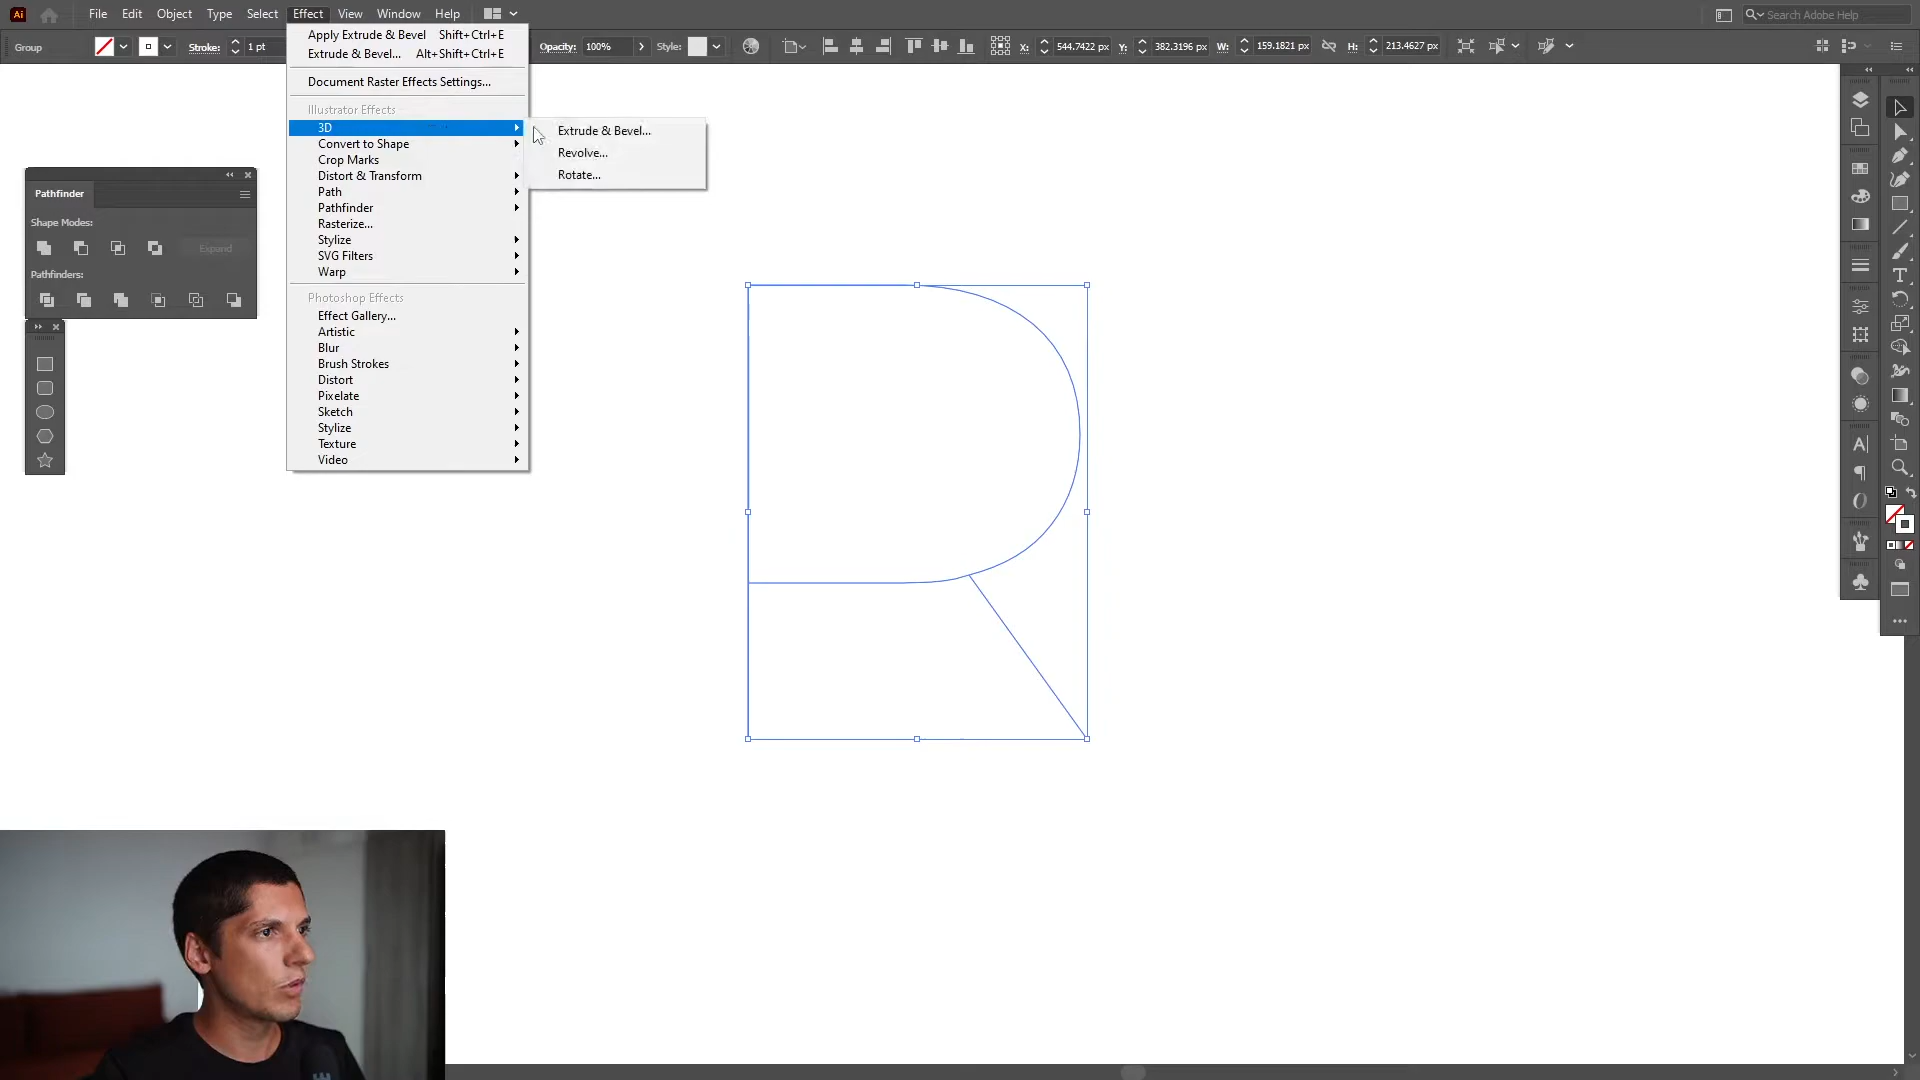 Ai File Edit Object Type Select Effect View Window Help Search Adobe Help
Group Stroke: 1 pt Opacity: 100% Style: X: 544.7422 px Y: 382.3196 px W: 159.1821 px H: 213.4627 px
Apply Extrude & Bevel Shift+Ctrl+E
Extrude & Bevel... Alt+Shift+Ctrl+E
Document Raster Effects Settings...
Illustrator Effects
3D
Convert to Shape
Crop Marks
Distort & Transform
Path
Pathfinder
Rasterize...
Stylize
SVG Filters
Warp
Photoshop Effects
Effect Gallery...
Artistic
Blur
Brush Strokes
Distort
Pixelate
Sketch
Stylize
Texture
Video
Extrude & Bevel...
Revolve...
Rotate...
Pathfinder
Shape Modes:
Expand
Pathfinders: